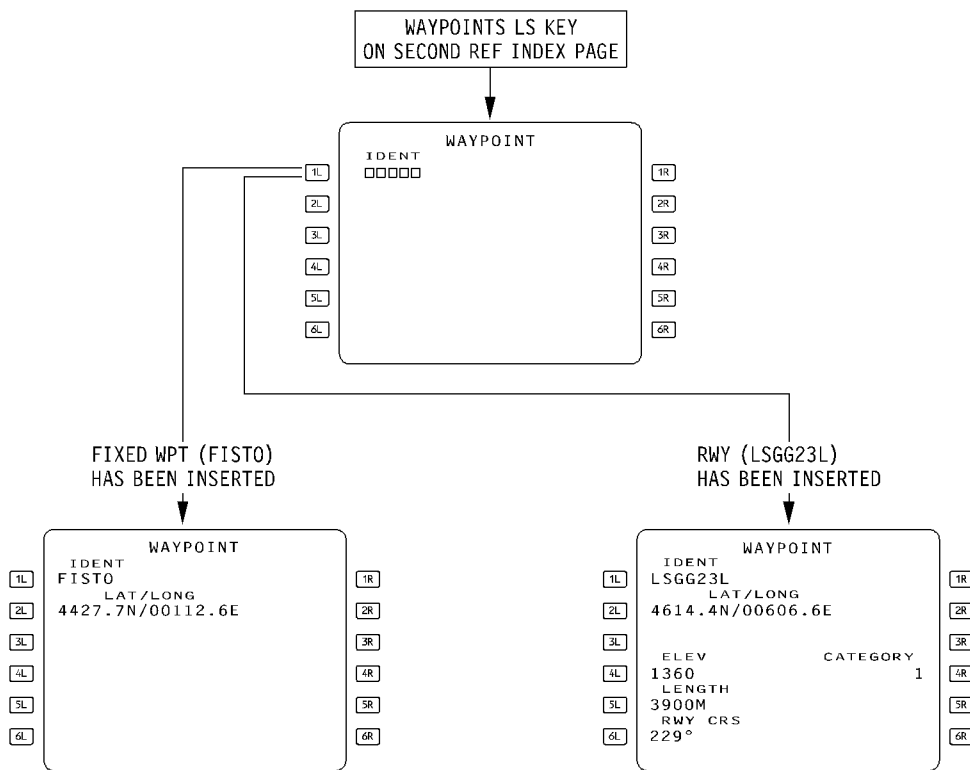 WAYPOINTS LS KEY
ON SECOND REF INDEX PAGE
WAYPOINT
IDENT
1L □□□□□ 1R
2L 2R
3L 3R
4L 4R
5L 5R
6L 6R
FIXED WPT (FISTO)
HAS BEEN INSERTED
WAYPOINT
IDENT
1L FISTO 1R
LAT/LONG
2L 4427.7N/00112.6E 2R
3L 3R
4L 4R
5L 5R
6L 6R
RWY (LSGG23L)
HAS BEEN INSERTED
WAYPOINT
IDENT
1L LSGG23L 1R
LAT/LONG
2L 4614.4N/00606.6E 2R
3L 3R
ELEV CATEGORY
4L 1360 1 4R
LENGTH
5L 3900M 5R
RWY CRS
6L 229° 6R